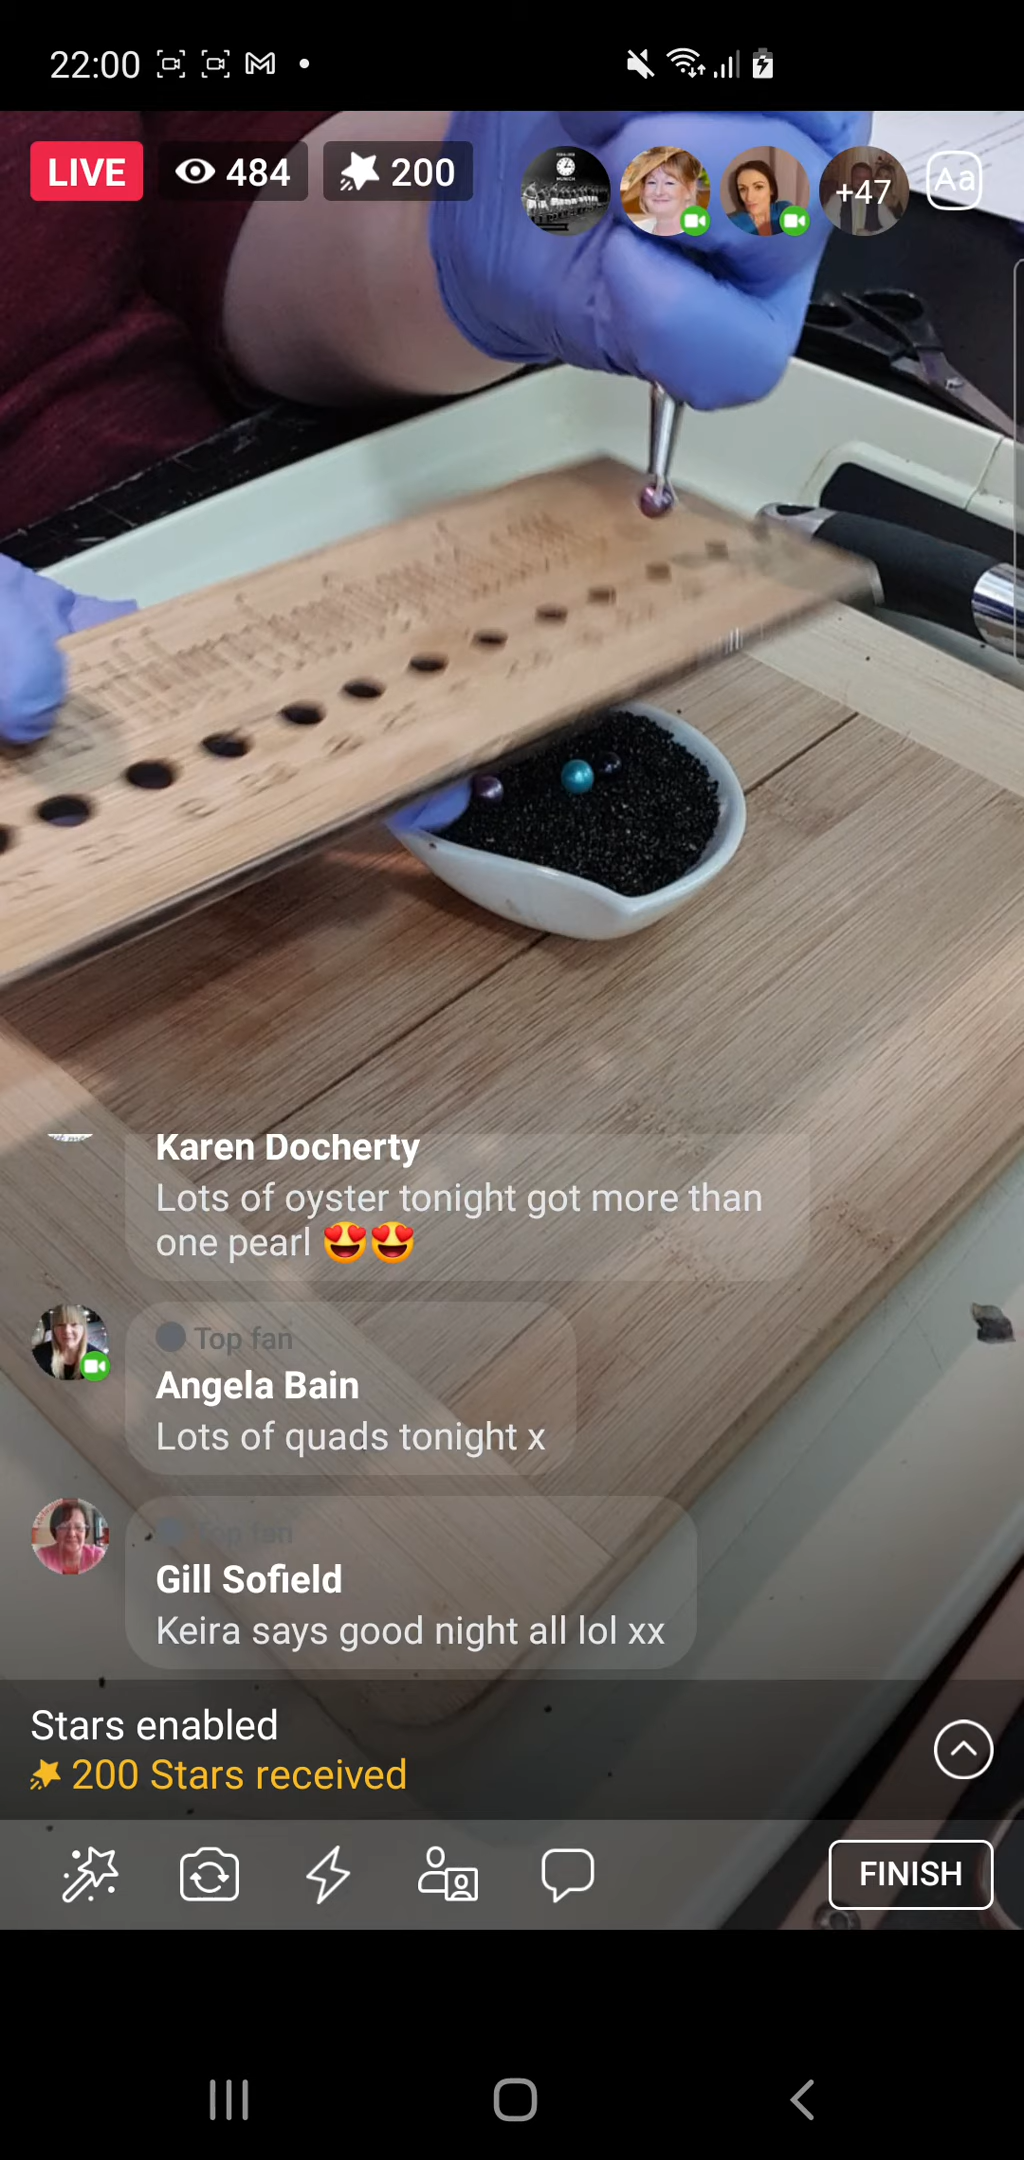 22:00
LIVE
484
200
+47
Aa
Karen Docherty
Lots of oyster tonight got more than
one pearl 😍😍
Top fan
Angela Bain
Lots of quads tonight x
Top fan
Gill Sofield
Keira says good night all lol xx
Stars enabled
200 Stars received
FINISH